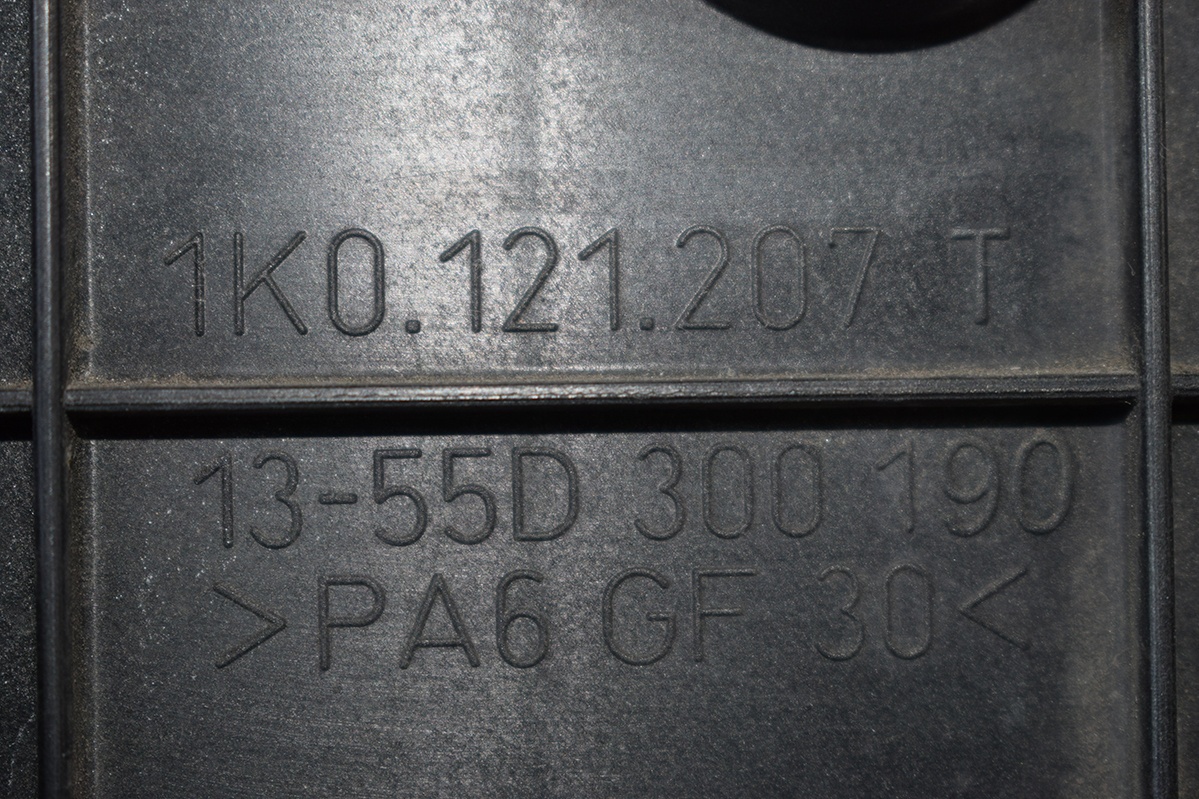 1K0.121.207 T
13-55D 300 190
>PA6 GF 30<